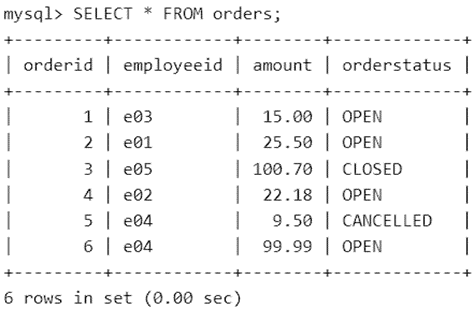 mysql> SELECT * FROM orders;
+---------+------------+--------+-------------+
| orderid | employeeid | amount | orderstatus |
+---------+------------+--------+-------------+
|       1 | e03        |  15.00 | OPEN        |
|       2 | e01        |  25.50 | OPEN        |
|       3 | e05        | 100.70 | CLOSED      |
|       4 | e02        |  22.18 | OPEN        |
|       5 | e04        |   9.50 | CANCELLED   |
|       6 | e04        |  99.99 | OPEN        |
+---------+------------+--------+-------------+
6 rows in set (0.00 sec)